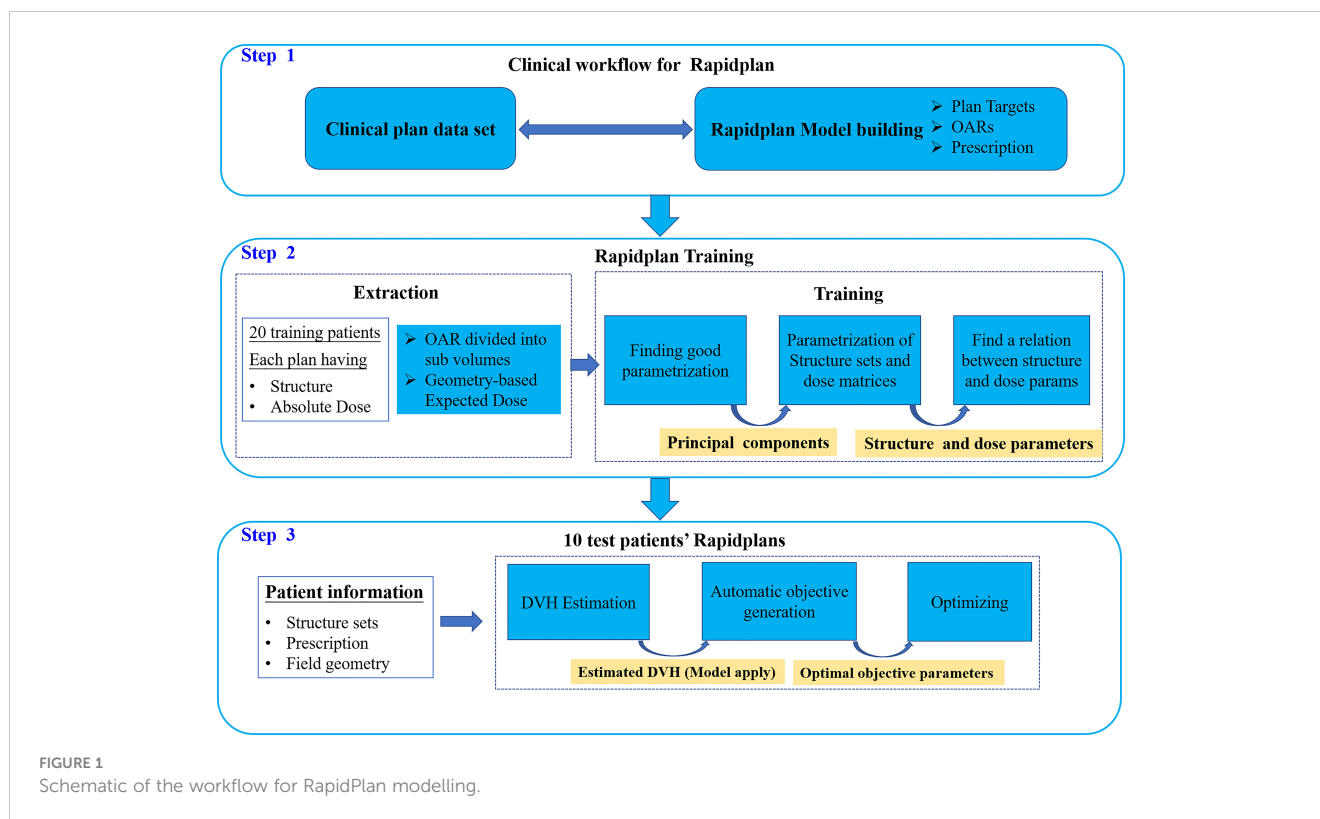 Step 1
Clinical workflow for Rapidplan
Clinical plan data set
Rapidplan Model building
➢ Plan Targets
➢ OARs
➢ Prescription
Step 2
Rapidplan Training
Extraction
20 training patients
Each plan having
• Structure
• Absolute Dose
➢ OAR divided into
sub volumes
➢ Geometry-based
Expected Dose
Training
Finding good
parametrization
Parametrization of
Structure sets and
dose matrices
Find a relation
between structure
and dose params
Principal components
Structure and dose parameters
Step 3
10 test patients’ Rapidplans
Patient information
• Structure sets
• Prescription
• Field geometry
DVH Estimation
Automatic objective
generation
Optimizing
Estimated DVH (Model apply)
Optimal objective parameters
FIGURE 1
Schematic of the workflow for RapidPlan modelling.